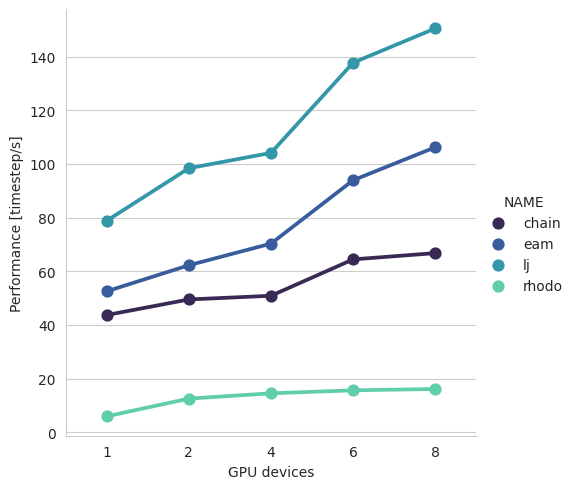 140
120
100
80
60
40
20
0
Performance [timestep/s]
1 2 4 6 8
GPU devices
NAME
chain
eam
lj
rhodo